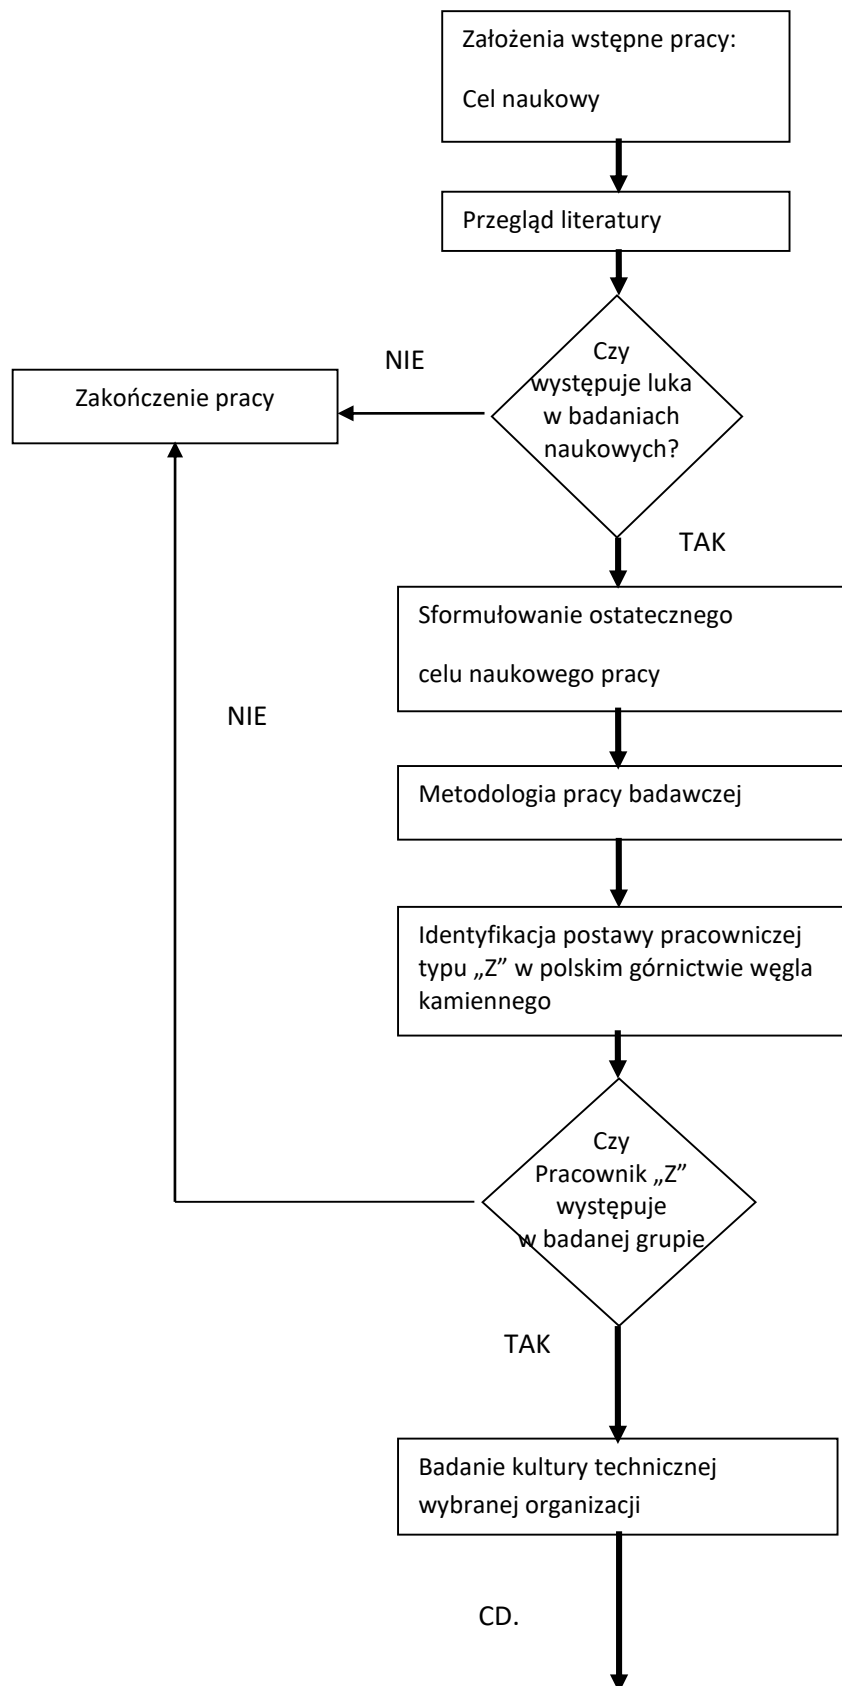 Założenia wstępne pracy:
Cel naukowy
Przegląd literatury
Czy
występuje luka
w badaniach
naukowych?
NIE
Zakończenie pracy
TAK
Sformułowanie ostatecznego
celu naukowego pracy
NIE
Metodologia pracy badawczej
Identyfikacja postawy pracowniczej
typu „Z” w polskim górnictwie węgla
kamiennego
Czy
Pracownik „Z”
występuje
w badanej grupie
TAK
Badanie kultury technicznej
wybranej organizacji
CD.